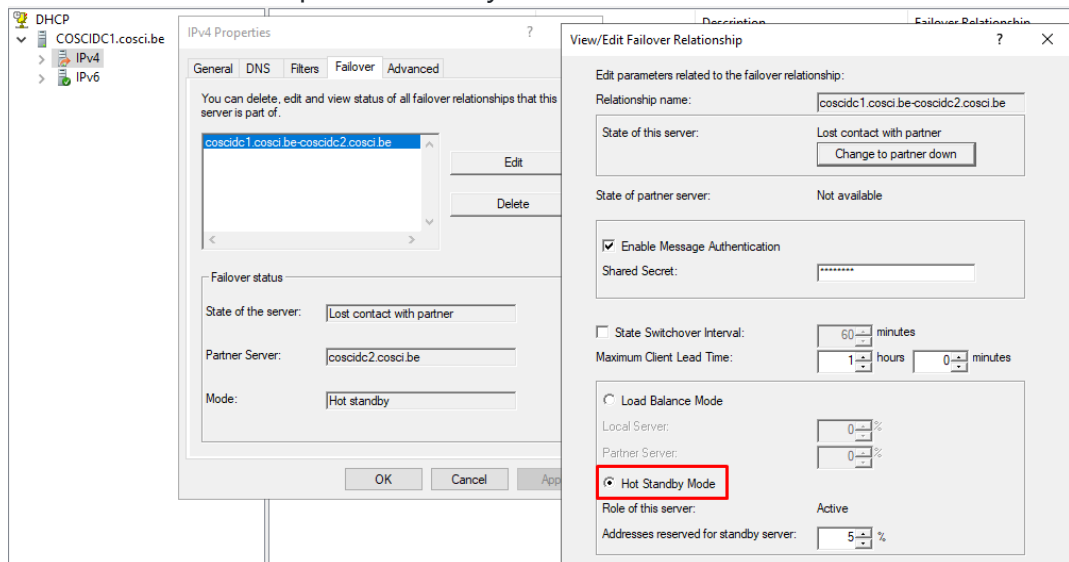 DHCP
COSCIDC1.cosci.be
IPv4
IPv6
Description
Failover Relationship
IPv4 Properties
?
General DNS Filters Failover Advanced
You can delete, edit and view status of all failover relationships that this
server is part of.
coscidc1.cosci.be-coscidc2.cosci.be
Edit
Delete
Failover status
State of the server: Lost contact with partner
Partner Server: coscidc2.cosci.be
Mode: Hot standby
OK Cancel App
View/Edit Failover Relationship
?
Edit parameters related to the failover relationship:
Relationship name: coscidc1.cosci.be-coscidc2.cosci.be
State of this server: Lost contact with partner
Change to partner down
State of partner server: Not available
Enable Message Authentication
Shared Secret: ********
State Switchover Interval: 60 minutes
Maximum Client Lead Time: 1 hours 0 minutes
Load Balance Mode
Local Server: 0 %
Partner Server: 0 %
Hot Standby Mode
Role of this server: Active
Addresses reserved for standby server: 5 %